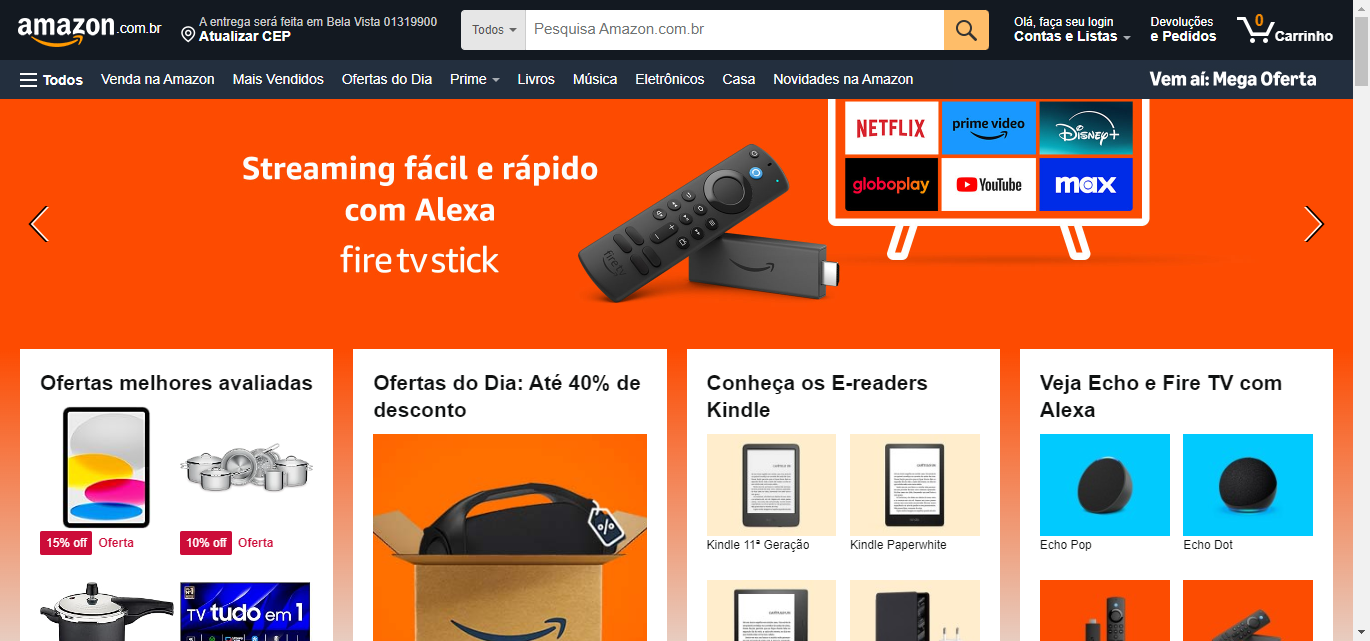 amazon.com.br
A entrega será feita em Bela Vista 01319900
Atualizar CEP
Todos
Pesquisa Amazon.com.br
Olá, faça seu login
Contas e Listas
Devoluções
e Pedidos
0
Carrinho
Todos
Venda na Amazon
Mais Vendidos
Ofertas do Dia
Prime
Livros
Música
Eletrônicos
Casa
Novidades na Amazon
Vem aí: Mega Oferta
Streaming fácil e rápido
com Alexa
fire tv stick
fire tv
NETFLIX
prime video
Disney+
globoplay
YouTube
max
Ofertas melhores avaliadas
15% off
Oferta
10% off
Oferta
TV tudo em 1
Ofertas do Dia: Até 40% de
desconto
%
Conheça os E-readers
Kindle
Kindle 11ª Geração
Kindle Paperwhite
Veja Echo e Fire TV com
Alexa
Echo Pop
Echo Dot